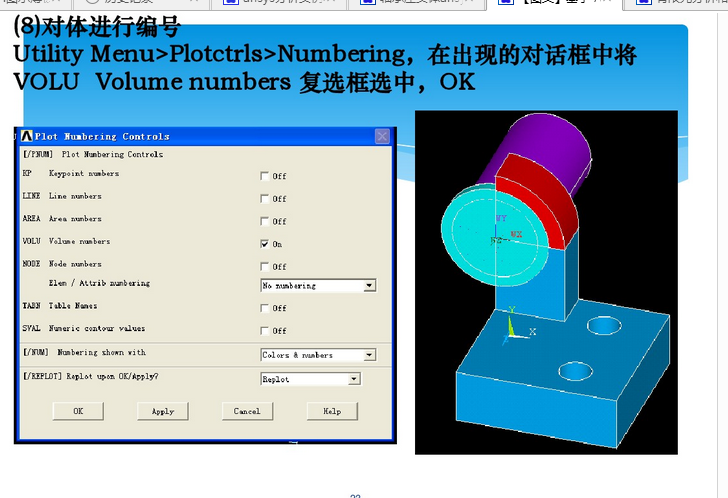 (8)对体进行编号
Utility Menu>Plotctrls>Numbering，在出现的对话框中将
VOLU Volume numbers 复选框选中，OK
Plot Numbering Controls
[/PNUM] Plot Numbering Controls
KP Keypoint numbers Off
LINE Line numbers Off
AREA Area numbers Off
VOLU Volume numbers On
NODE Node numbers Off
Elem / Attrib numbering No numbering
TABN Table Names Off
SVAL Numeric contour values Off
[/NUM] Numbering shown with Colors & numbers
[/REPLOT] Replot upon OK/Apply? Replot
OK Apply Cancel Help
WY
WX
WZ
Y
X